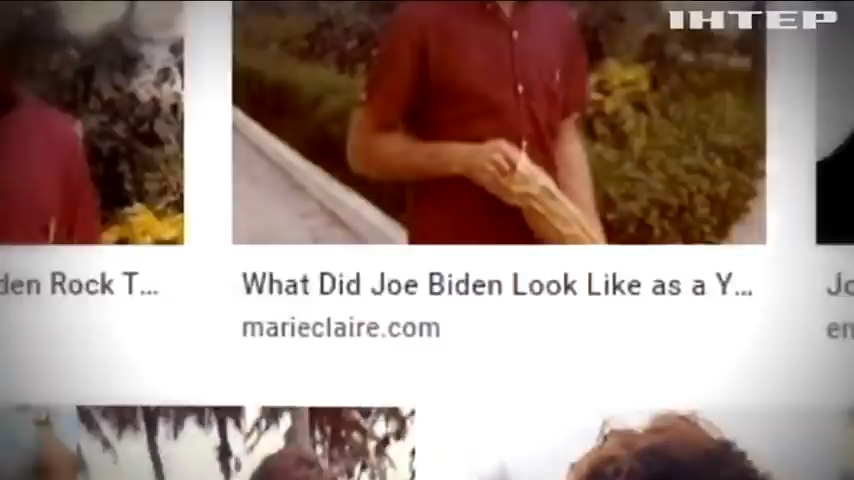 ІНТЕР
den Rock T...
What Did Joe Biden Look Like as a Y...
Jo
marieclaire.com
en